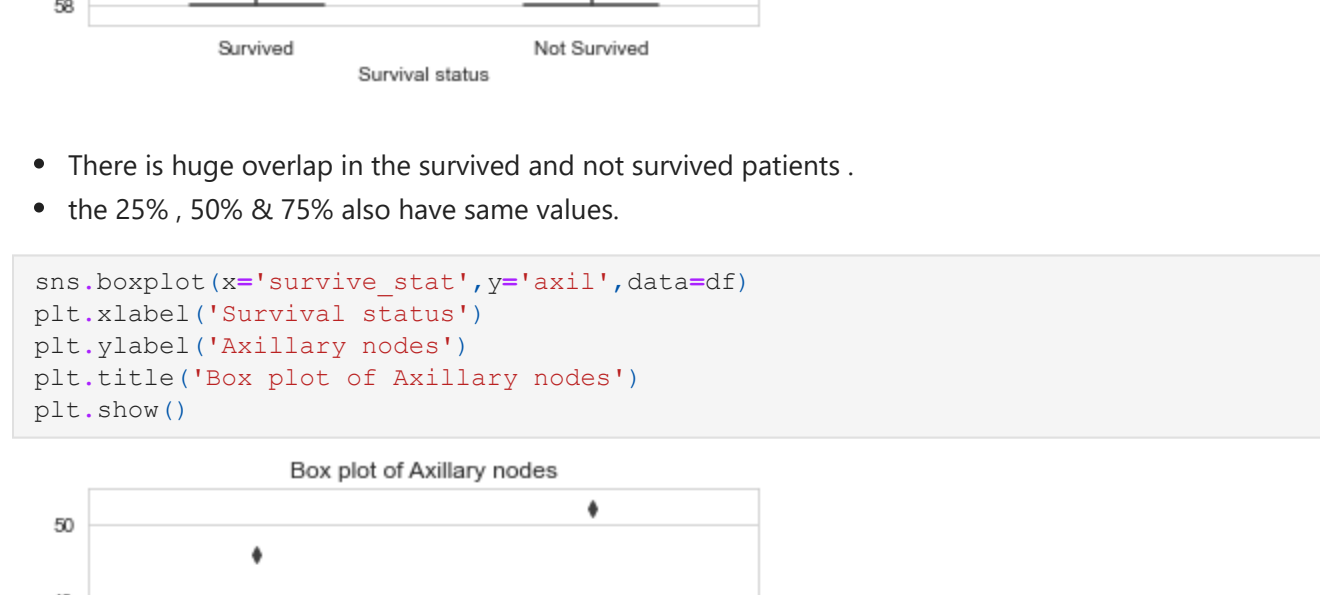 58
Survived Not Survived
Survival status
There is huge overlap in the survived and not survived patients .
the 25% , 50% & 75% also have same values.
sns.boxplot(x='survive_stat',y='axil',data=df)
plt.xlabel('Survival status')
plt.ylabel('Axillary nodes')
plt.title('Box plot of Axillary nodes')
plt.show()
Box plot of Axillary nodes
50